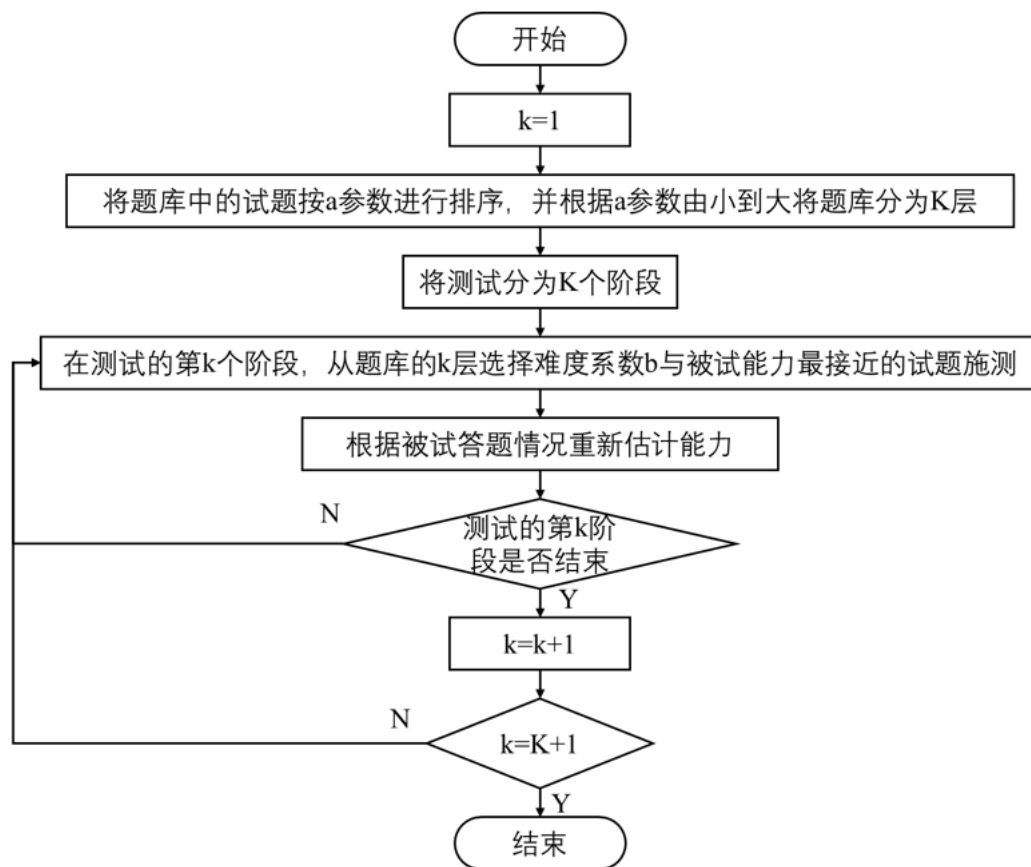 开始
k=1
将题库中的试题按a参数进行排序，并根据a参数由小到大将题库分为K层
将测试分为K个阶段
在测试的第k个阶段，从题库的k层选择难度系数b与被试能力最接近的试题施测
根据被试答题情况重新估计能力
N
测试的第k阶
段是否结束
Y
k=k+1
N
k=K+1
Y
结束